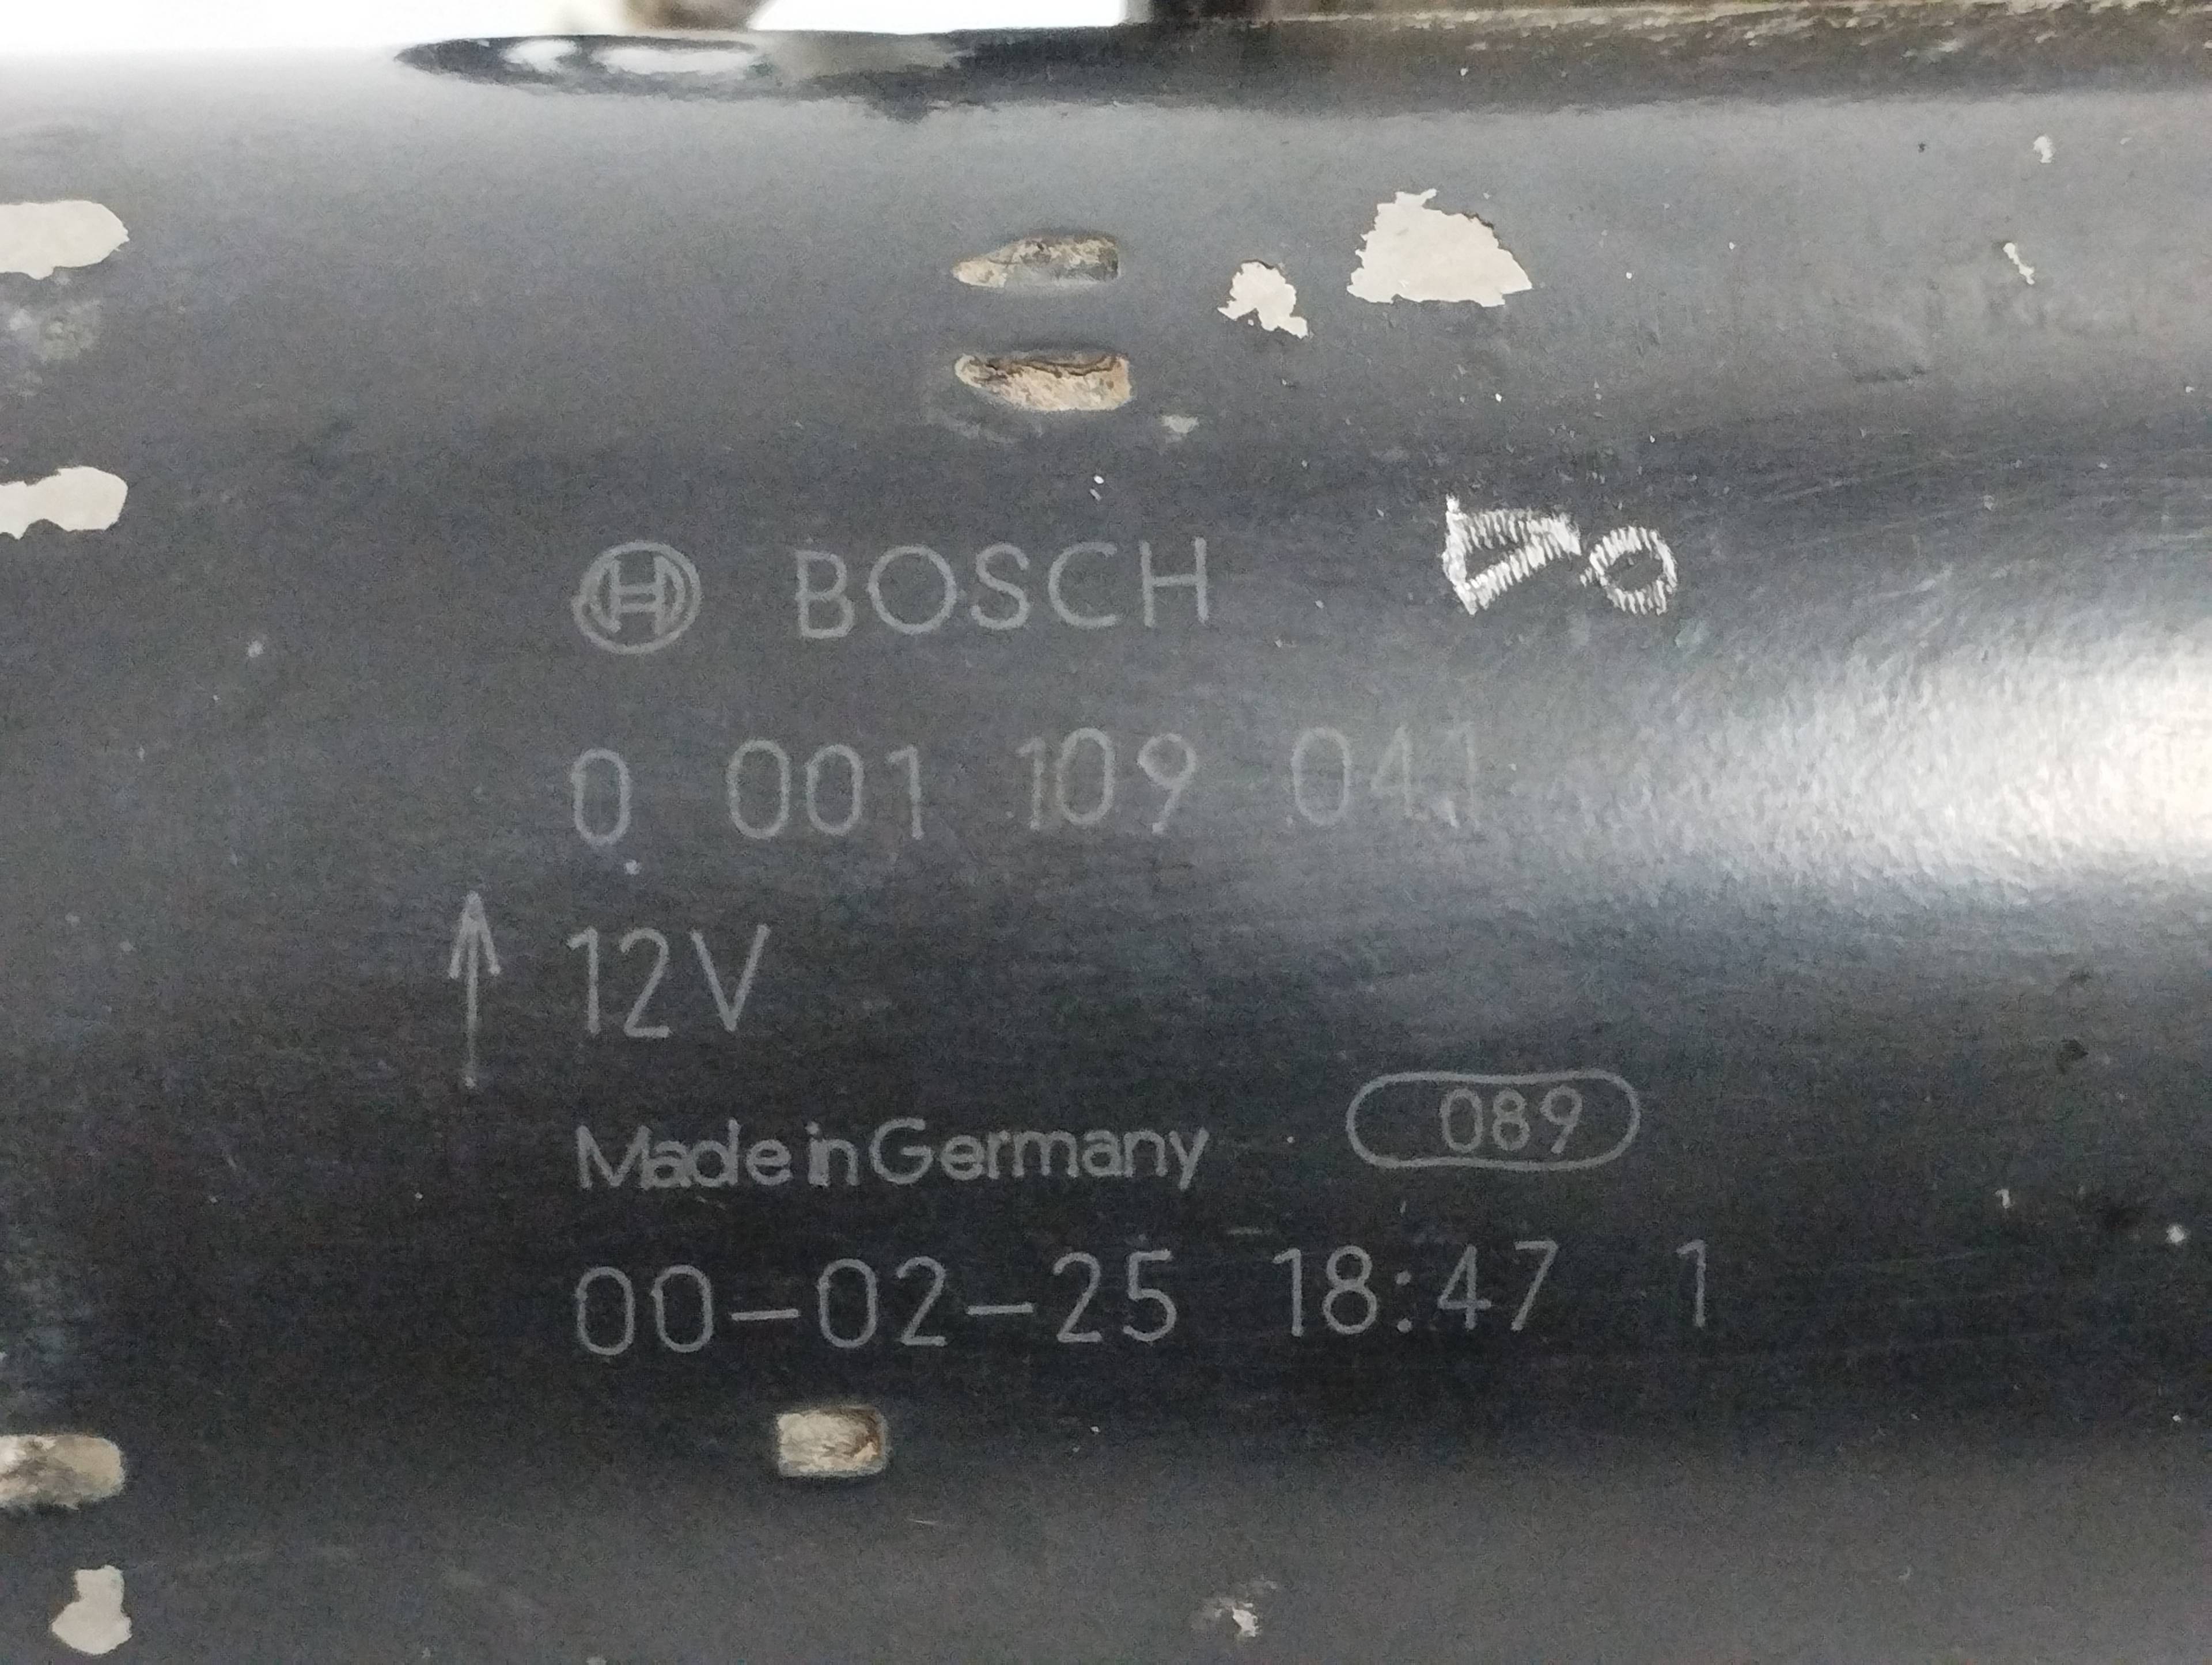 BOSCH
0 001 109 041
12V
Made in Germany 089
00-02-25 18:47 1